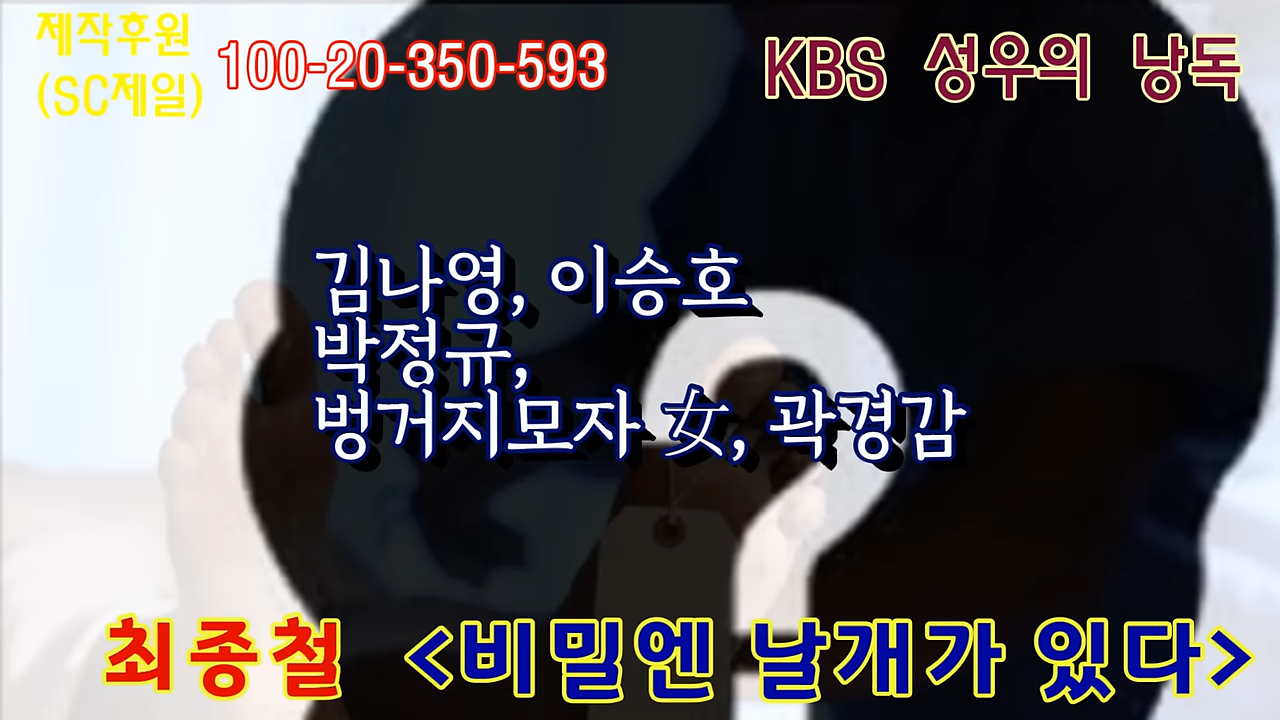 제작후원
(SC제일)
100-20-350-593
KBS 성우의 낭독
김나영, 이승호
박정규,
벙거지모자 女, 곽경감
최종철 <비밀엔 날개가 있다>